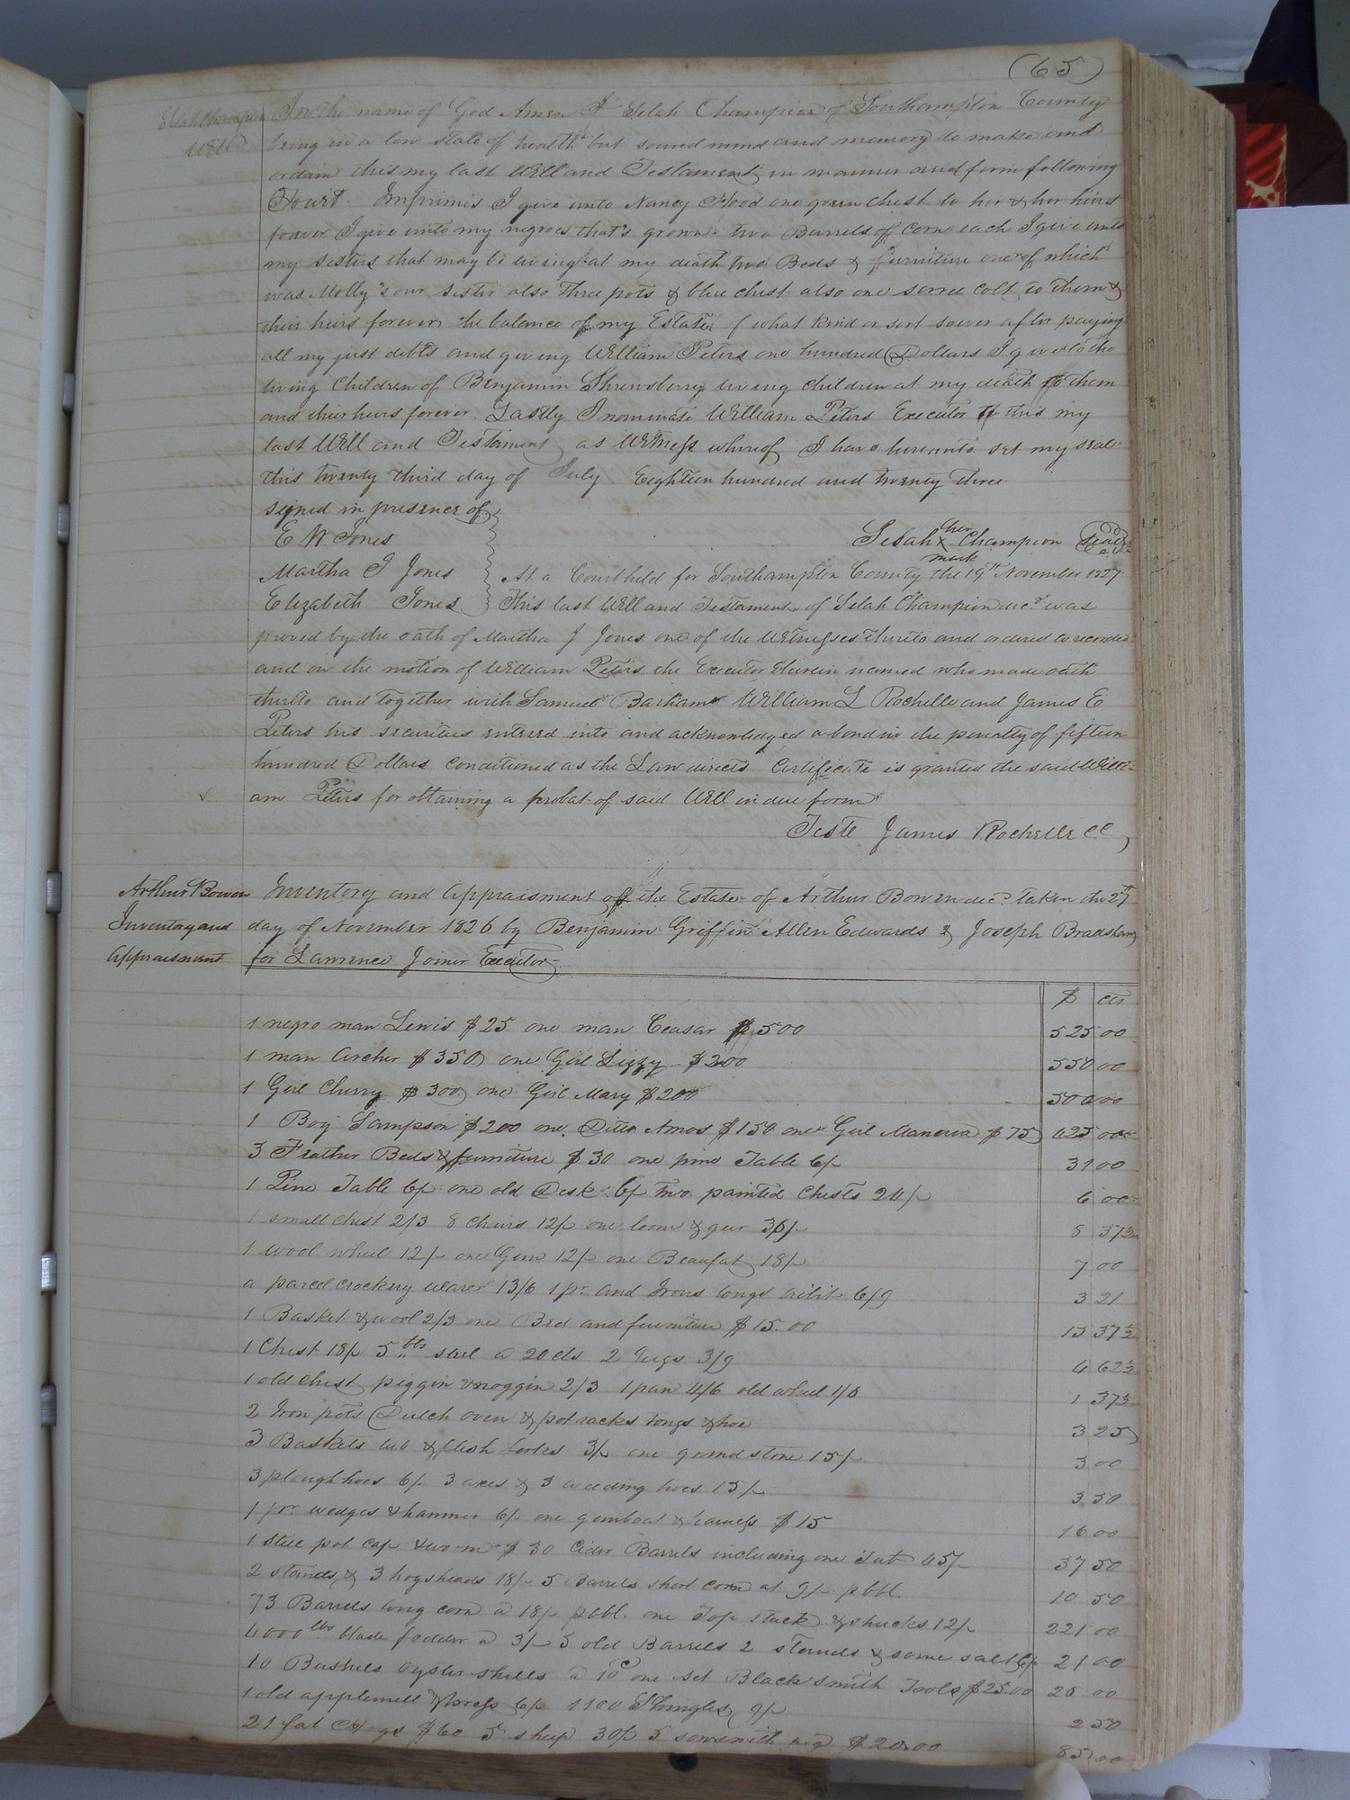 (65)
Selah Champion In the name of God Amen I Selah Champion of Southampton County
Will being in a low state of health but sound mind and memory do make and
ordain this my last Will and Testament in manner and form following
(Towit. Imprimis I give unto Nancy Hood one green chest to her & her heirs
forever I give unto my negroes that's grown two Barrels of corn each I give unto
my sisters that may be living at my death two Beds & furniture one of which
was Molly's our sister also three pots & blue chest also one sorrel colt to them &
their heirs forever the balance of my Estate (what kind or sort soever after paying
all my just debts and giving William Peters one hundred Dollars I give to the
living Children of Benjamin Shrewsberry living children at my death to them
and their heirs forever. Lastly I nominate William Peters Executor to this my
last Will and Testament as Witness whereof I have hereunto set my seal
this twenty third day of July Eighteen hundred and twenty three
signed in presence of
E W Jones
Selah her x mark Champion Seal
Martha J Jones At a Court held for Southampton County the 19th November 1827
Elizabeth Jones This last Will and Testament of Selah Champion decd was
proved by the oath of Martha J Jones one of the Witnesses thereto and ordered to record
and on the motion of William Peters the Executor therein named who made oath
thereto and together with Samuel Barham William L Rochelle and James E
Peters his securities entered into and acknowledged a bond in the penalty of fifteen
hundred Dollars conditioned as the Law directs Certificate is granted the said Willi-
am Peters for obtaining a probat of said Will in due form
Teste James Rochelle CC
Arthur Bowen Inventory and Appraisment of the Estate of Arthur Bowen decd taken the 27th
Inventory and day of November 1826 by Benjamin Griffin Allen Edwards & Joseph Bradshaw
Appraisment for Lawrence Joiner Executor
$ cts
1 negro man Lewis $25 one man Ceasar $500 525 00
1 man Archer $350 one Girl Lizzy $200 550 00
1 Girl Cherry $300 one Girl Mary $200 500 00
1 Boy Sampson $200 one Ditto Amos $150 one Girl Manerva $75 425 00
3 Feather Beds & furniture $30 one pine Table 6/ 31 00
1 Pine Table 6/ one old Desk 6/ two painted Chests 24/ 6 00
1 small chest 2/3 8 chairs 12/ one loom & gear 36/ 8 37½
1 wool wheel 12/ one Gun 12/ one Beaufat 18/ 7 00
a parcel crockery ware 13/6 1 pr and Irons tongs 6/9 3 21
1 Basket & wool 2/3 one Bed and furniture $15.00 15 37½
1 Chest 18/ 5 lbs steel a 20 cts 2 Jugs 3/9 4 62½
1 old chest piggin & noggin 2/3 1 pan 4/6 old wheel 1/6 1 37½
2 Iron pots Dutch oven & pot racks tongs & hoe 3 25
3 Baskets & flesh forks 3/ one grind stone 15/ 3 00
3 plough hoes 6/ 3 axes & 3 weeding hoes 15/ 3 50
1 pr wedges & hammer 6/ one & harness $15 16 00
1 Still pot cap & worm $30 Cider Barrels including one Tub 45/ 37 50
2 stands & 3 hogsheads 18/ 5 Barrels short corn at 9/ p bbl. 10 50
73 Barrels long corn a 18/ p bbl. one Top stack & shucks 12/ 221 00
4000 lbs blade fodder a 3/ 5 old Barrels 2 stands & some salt 6/ 21 00
10 Bushels Oyster shells a 10c one set Black smith Tools $25.00 26 00
1 old applemill & press 6/ 1100 Shingles 9/ 2 50
21 fat Hogs $60 5 sheep 30/ 5 sows with pig $20.00 85 00